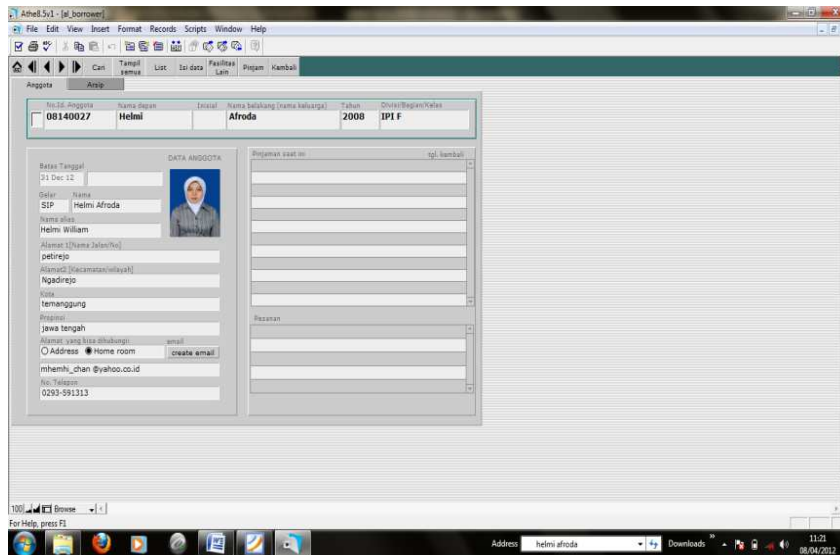 Athe8.5v1 - [al_borrower]
File Edit View Insert Format Records Scripts Window Help
Cari Tampil semua List Isi data Fasilitas Lain Pinjam Kembali
Anggota Arsip
No.Id. Anggota Nama depan Inisial Nama belakang (nama keluarga) Tahun Divisi/Bagian/Kelas
08140027 Helmi Afroda 2008 IPI F
DATA ANGGOTA
Batas Tanggal
31 Dec 12
Gelar Nama
SIP Helmi Afroda
Nama alias
Helmi William
Alamat 1[Nama Jalan/No]
petirejo
Alamat2 [Kecamatan/wilayah]
Ngadirejo
Kota
temanggung
Propinsi
jawa tengah
Alamat yang bisa dihubungi email
Address Home room create email
mhemhi_chan @yahoo.co.id
No. Telepon
0293-591313
Pinjaman saat ini tgl. kembali
Pesanan
100 Browse
For Help, press F1
Address helmi afroda Downloads 11:21
08/04/2013